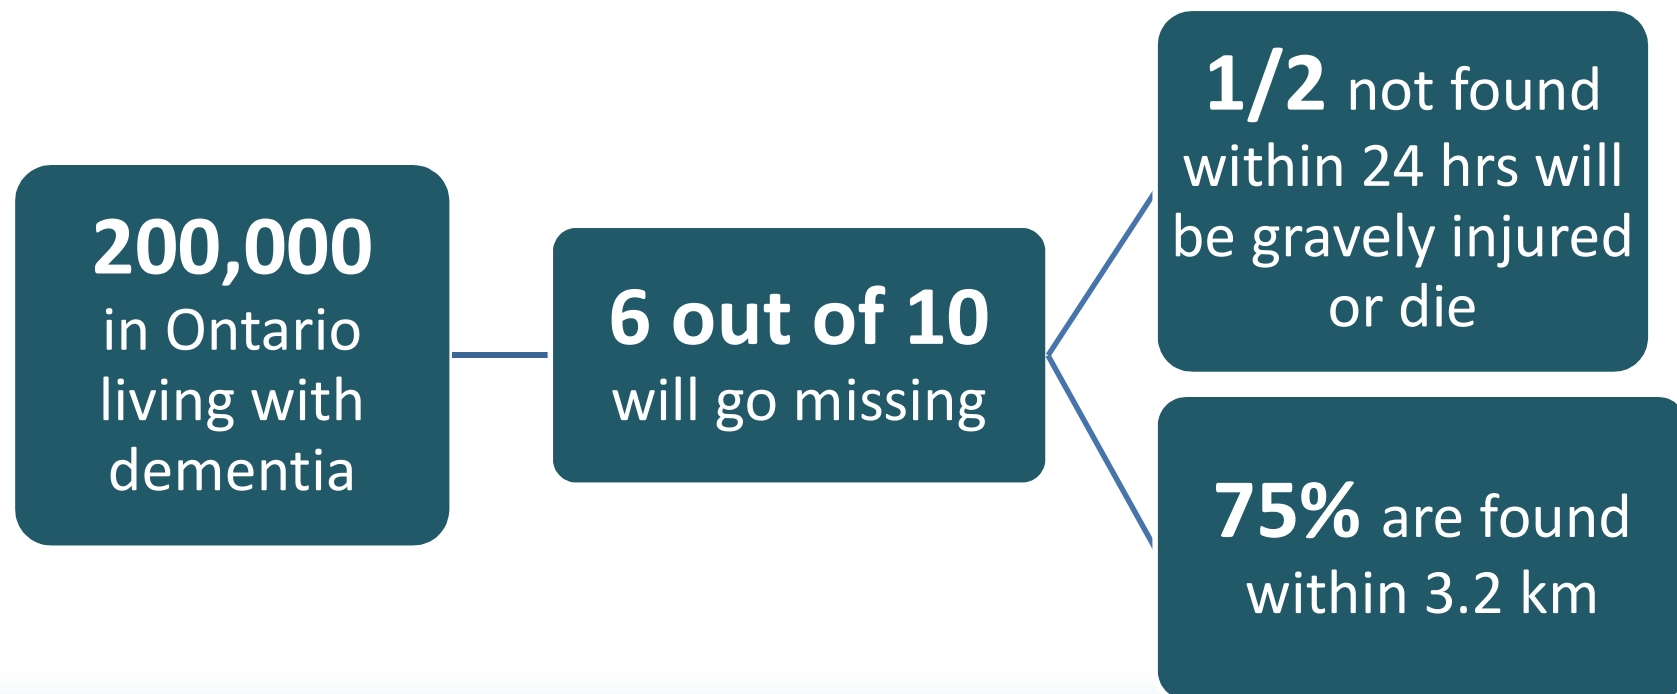 200,000
in Ontario
living with
dementia
6 out of 10
will go missing
1/2 not found
within 24 hrs will
be gravely injured
or die
75% are found
within 3.2 km